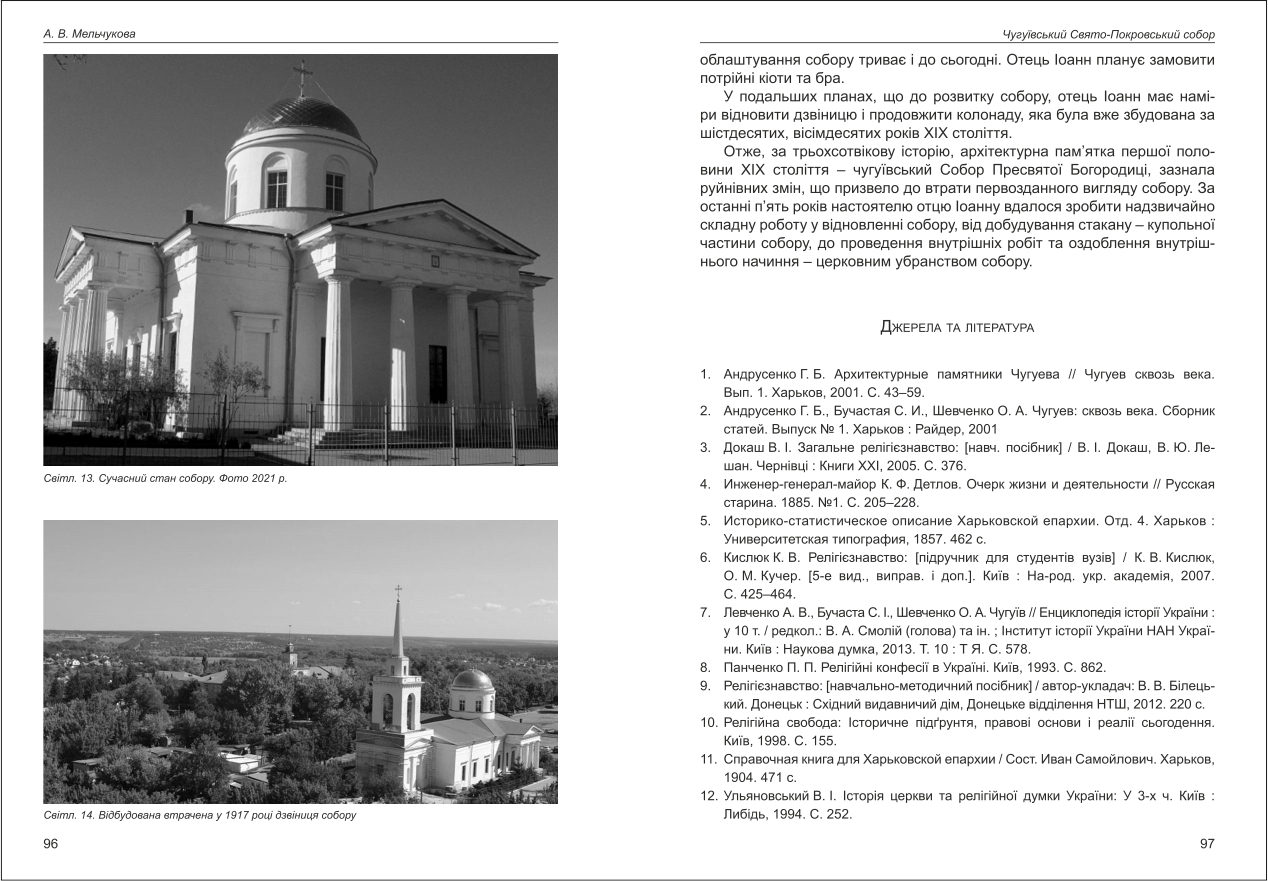 А. В. Мельчукова
Світл. 13. Сучасний стан собору. Фото 2021 р.
Світл. 14. Відбудована втрачена у 1917 році дзвіниця собору
96
Чугуївський Свято-Покровський собор
облаштування собору триває і до сьогодні. Отець Іоанн планує замовити
потрійні кіоти та бра.
У подальших планах, що до розвитку собору, отець Іоанн має намі-
ри відновити дзвіницю і продовжити колонаду, яка була вже збудована за
шістдесятих, вісімдесятих років XIX століття.
Отже, за трьохсотвікову історію, архітектурна пам’ятка першої поло-
вини XIX століття – чугуївський Собор Пресвятої Богородиці, зазнала
руйнівних змін, що призвело до втрати первозданного вигляду собору. За
останні п’ять років настоятелю отцю Іоанну вдалося зробити надзвичайно
складну роботу у відновленні собору, від добудування стакану – купольної
частини собору, до проведення внутрішніх робіт та оздоблення внутріш-
нього начиння – церковним убранством собору.
Джерела та література
1. Андрусенко Г. Б. Архитектурные памятники Чугуева // Чугуев сквозь века.
Вып. 1. Харьков, 2001. С. 43–59.
2. Андрусенко Г. Б., Бучастая С. И., Шевченко О. А. Чугуев: сквозь века. Сборник
статей. Выпуск № 1. Харьков : Райдер, 2001
3. Докаш В. І. Загальне релігієзнавство: [навч. посібник] / В. І. Докаш, В. Ю. Ле-
шан. Чернівці : Книги XXI, 2005. С. 376.
4. Инженер-генерал-майор К. Ф. Детлов. Очерк жизни и деятельности // Русская
старина. 1885. №1. С. 205–228.
5. Историко-статистическое описание Харьковской епархии. Отд. 4. Харьков :
Университетская типография, 1857. 462 с.
6. Кислюк К. В. Релігієзнавство: [підручник для студентів вузів] / К. В. Кислюк,
О. М. Кучер. [5-е вид., виправ. і доп.]. Київ : На-род. укр. академія, 2007.
С. 425–464.
7. Левченко А. В., Бучаста С. І., Шевченко О. А. Чугуїв // Енциклопедія історії України :
у 10 т. / редкол.: В. А. Смолій (голова) та ін. ; Інститут історії України НАН Украї-
ни. Київ : Наукова думка, 2013. Т. 10 : Т Я. С. 578.
8. Панченко П. П. Релігійні конфесії в Україні. Київ, 1993. С. 862.
9. Релігієзнавство: [навчально-методичний посібник] / автор-укладач: В. В. Білець-
кий. Донецьк : Східний видавничий дім, Донецьке відділення НТШ, 2012. 220 с.
10. Релігійна свобода: Історичне підґрунтя, правові основи і реалії сьогодення.
Київ, 1998. С. 155.
11. Справочная книга для Харьковской епархии / Сост. Иван Самойлович. Харьков,
1904. 471 с.
12. Ульяновський В. І. Історія церкви та релігійної думки України: У 3-х ч. Київ :
Либідь, 1994. С. 252.
97